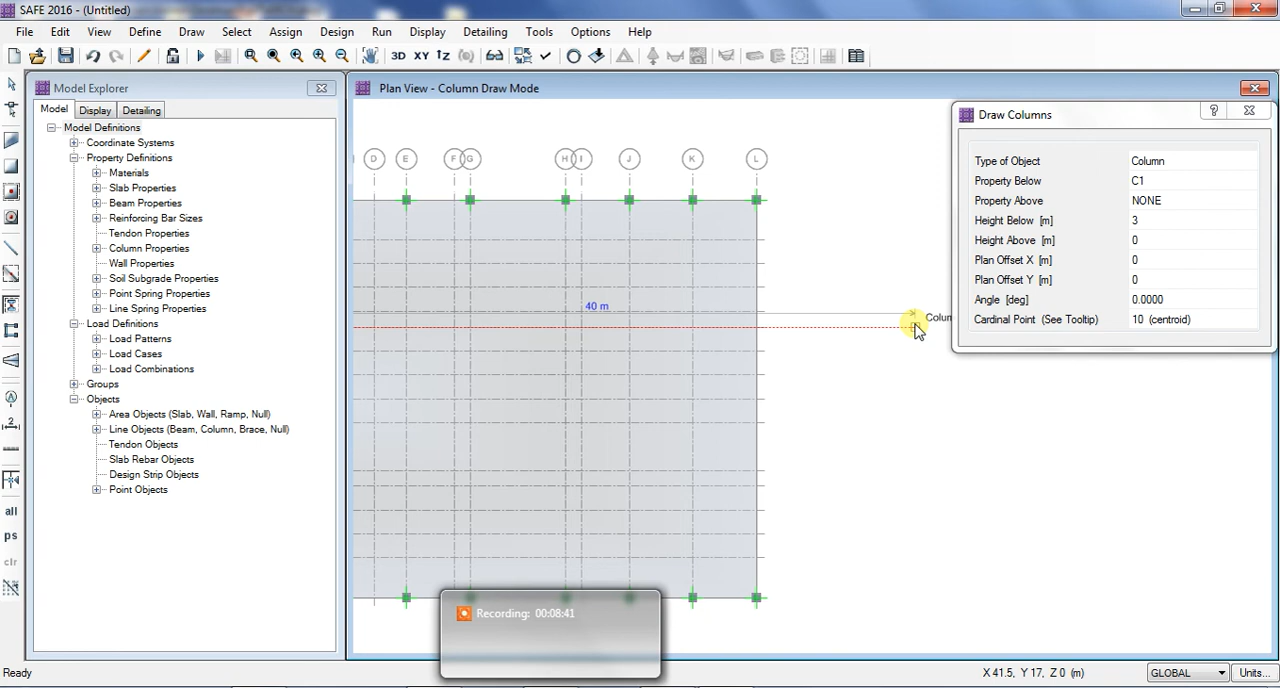 SAFE 2016 - (Untitled)
File Edit View Define Draw Select Assign Design Run Display Detailing Tools Options Help
3D XY
Model Explorer
Model Display Detailing
Model Definitions
Coordinate Systems
Property Definitions
Materials
Slab Properties
Beam Properties
Reinforcing Bar Sizes
Tendon Properties
Column Properties
Wall Properties
Soil Subgrade Properties
Point Spring Properties
Line Spring Properties
Load Definitions
Load Patterns
Load Cases
Load Combinations
Groups
Objects
Area Objects (Slab, Wall, Ramp, Null)
Line Objects (Beam, Column, Brace, Null)
Tendon Objects
Slab Rebar Objects
Design Strip Objects
Point Objects
all
ps
clr
Plan View - Column Draw Mode
D E F G H I J K L
40 m
Colum
Draw Columns
Type of Object Column
Property Below C1
Property Above NONE
Height Below [m] 3
Height Above [m] 0
Plan Offset X [m] 0
Plan Offset Y [m] 0
Angle [deg] 0.0000
Cardinal Point (See Tooltip) 10 (centroid)
Recording: 00:08:41
Ready
X 41.5, Y 17, Z 0 (m)
GLOBAL
Units...